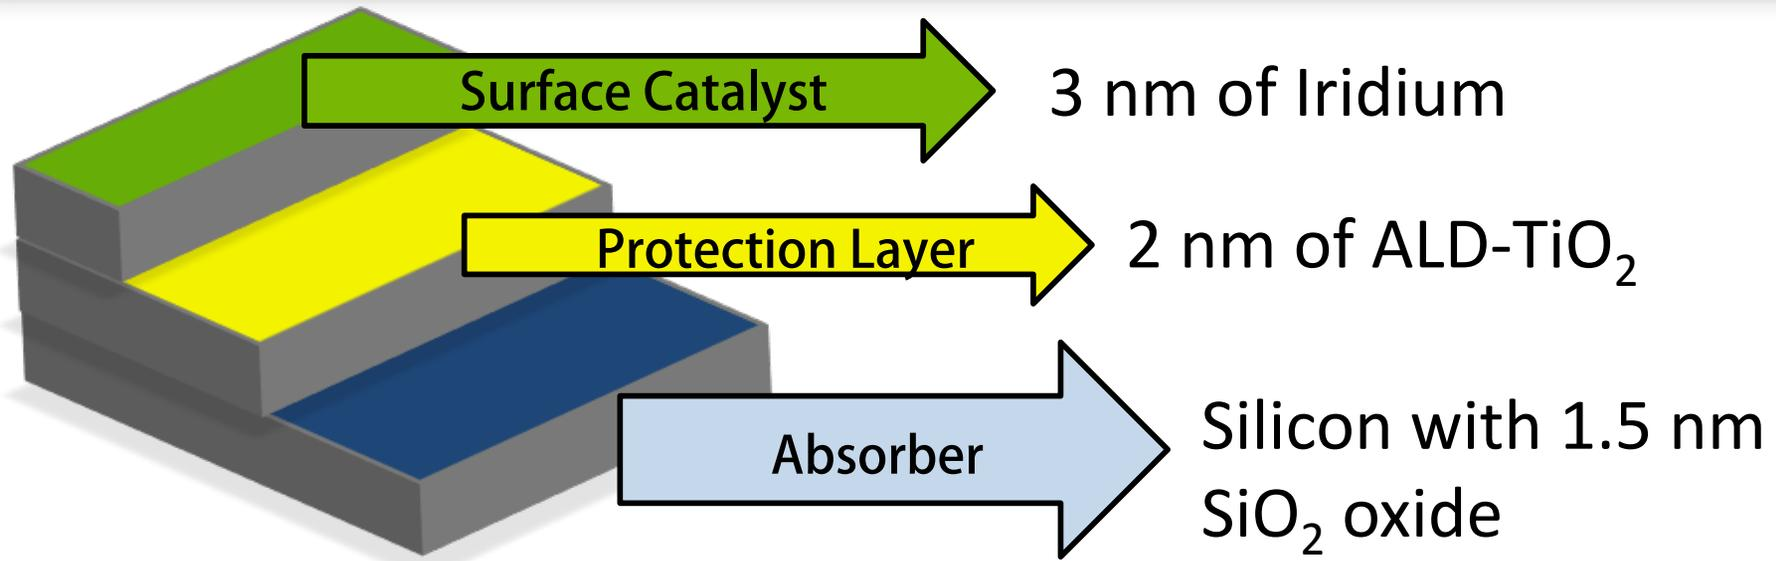 Surface Catalyst
3 nm of Iridium
Protection Layer
2 nm of ALD-TiO₂
Absorber
Silicon with 1.5 nm
SiO₂ oxide